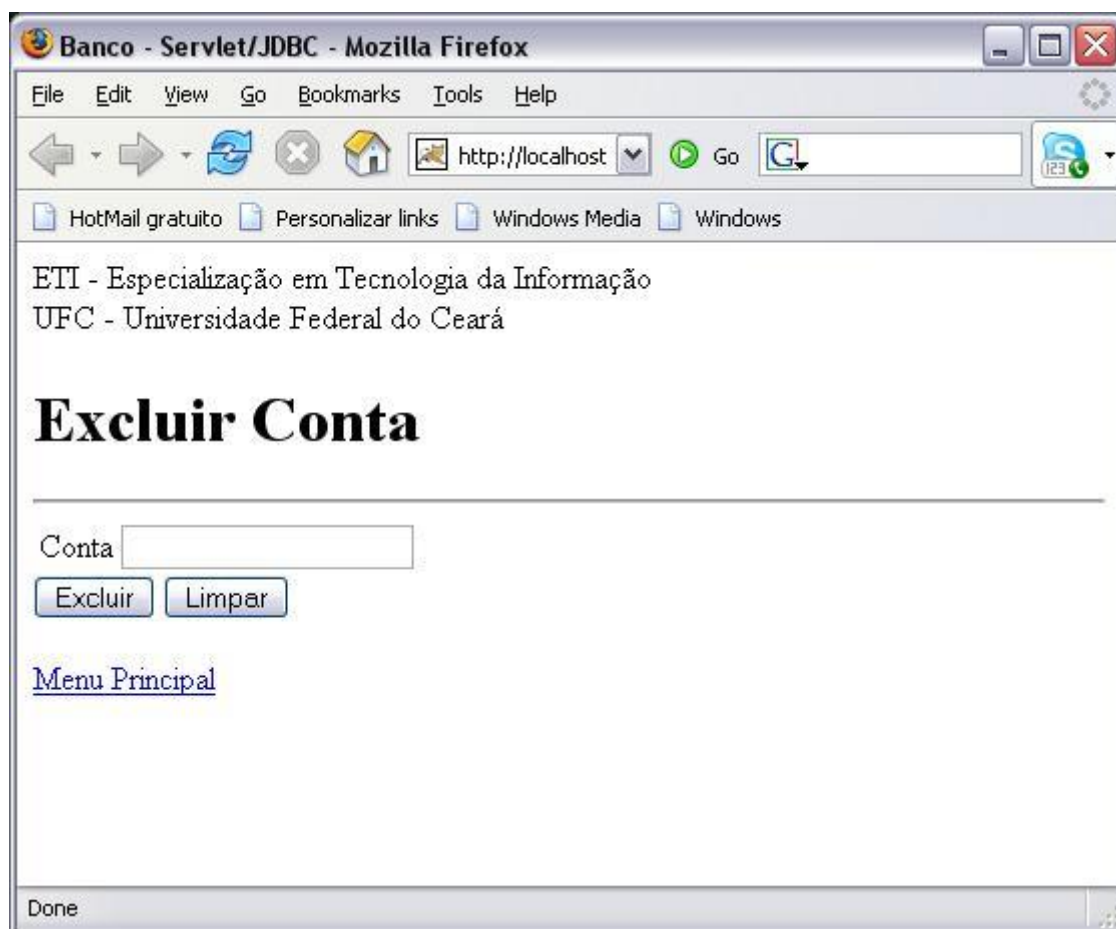 Banco - Servlet/JDBC - Mozilla Firefox
File Edit View Go Bookmarks Tools Help
http://localhost Go G
HotMail gratuito Personalizar links Windows Media Windows
ETI - Especialização em Tecnologia da Informação
UFC - Universidade Federal do Ceará
Excluir Conta
Conta
Excluir Limpar
Menu Principal
Done